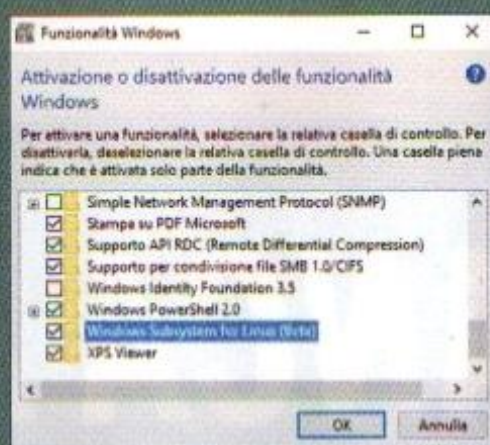 Funzionalità Windows
Attivazione o disattivazione delle funzionalità
Windows
Per attivare una funzionalità, selezionare la relativa casella di controllo. Per
disattivarla, deselezionare la relativa casella di controllo. Una casella piena
indica che è attivata solo parte della funzionalità.
Simple Network Management Protocol (SNMP)
Stampa su PDF Microsoft
Supporto API RDC (Remote Differential Compression)
Supporto per condivisione file SMB 1.0/CIFS
Windows Identity Foundation 3.5
Windows PowerShell 2.0
Windows Subsystem for Linux (Beta)
XPS Viewer
OK Annulla